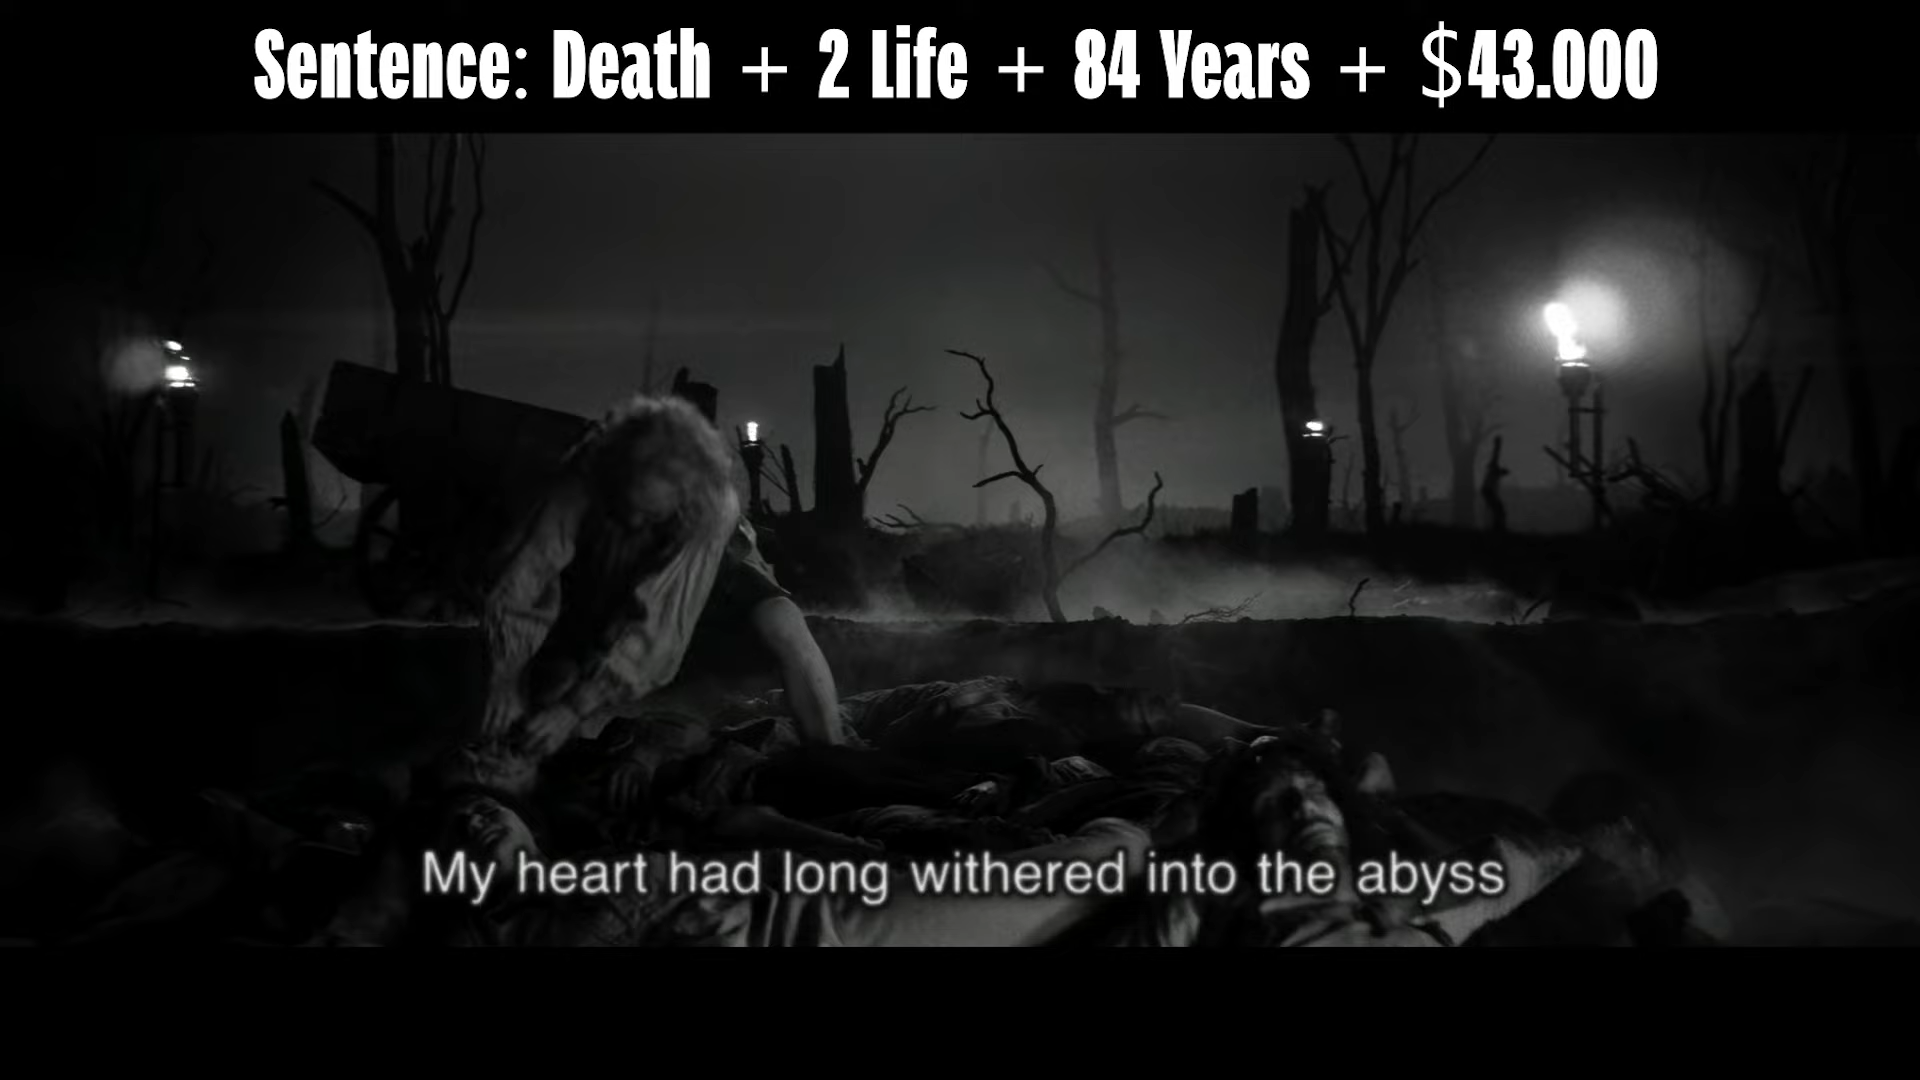 Sentence: Death + 2 Life + 84 Years + $43.000
My heart had long withered into the abyss